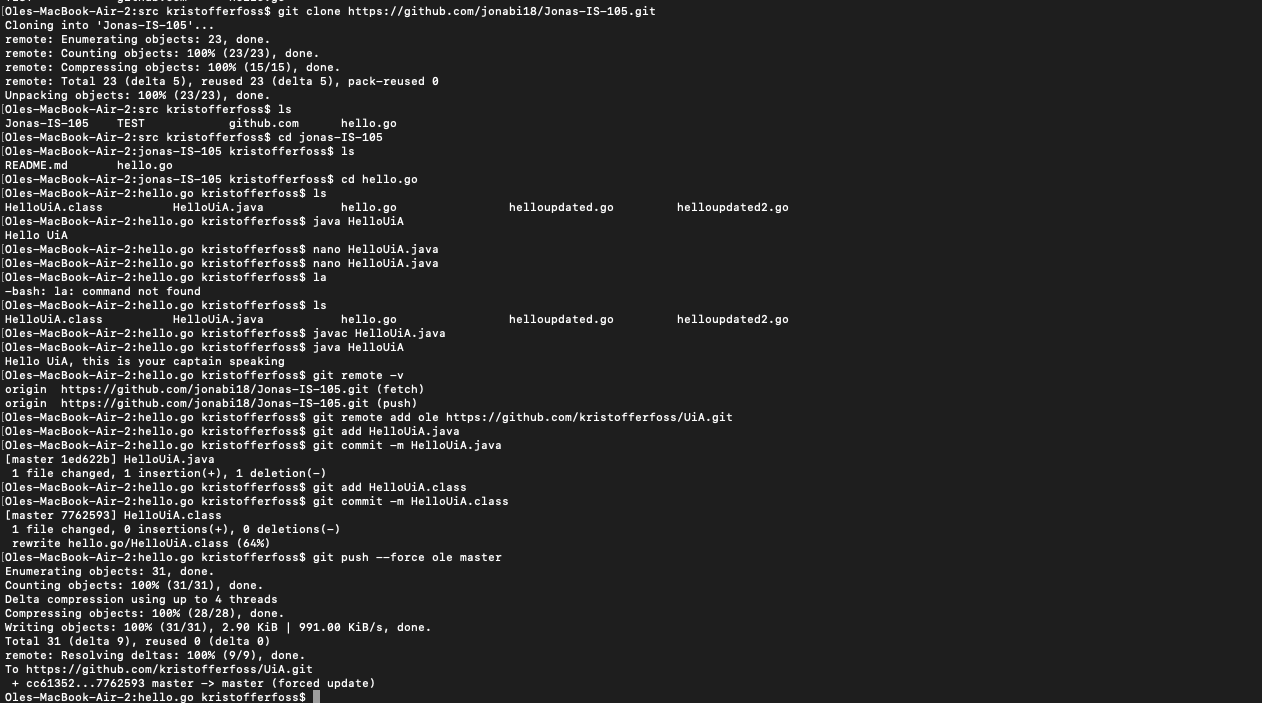 [Oles-MacBook-Air-2:src kristofferfoss$ git clone https://github.com/jonabi18/Jonas-IS-105.git
Cloning into 'Jonas-IS-105'...
remote: Enumerating objects: 23, done.
remote: Counting objects: 100% (23/23), done.
remote: Compressing objects: 100% (15/15), done.
remote: Total 23 (delta 5), reused 23 (delta 5), pack-reused 0
Unpacking objects: 100% (23/23), done.
[Oles-MacBook-Air-2:src kristofferfoss$ ls
Jonas-IS-105    TEST            github.com      hello.go
[Oles-MacBook-Air-2:src kristofferfoss$ cd jonas-IS-105
[Oles-MacBook-Air-2:jonas-IS-105 kristofferfoss$ ls
README.md       hello.go
[Oles-MacBook-Air-2:jonas-IS-105 kristofferfoss$ cd hello.go
[Oles-MacBook-Air-2:hello.go kristofferfoss$ ls
HelloUiA.class          HelloUiA.java           hello.go                helloupdated.go         helloupdated2.go
[Oles-MacBook-Air-2:hello.go kristofferfoss$ java HelloUiA
Hello UiA
[Oles-MacBook-Air-2:hello.go kristofferfoss$ nano HelloUiA.java
[Oles-MacBook-Air-2:hello.go kristofferfoss$ nano HelloUiA.java
[Oles-MacBook-Air-2:hello.go kristofferfoss$ la
-bash: la: command not found
[Oles-MacBook-Air-2:hello.go kristofferfoss$ ls
HelloUiA.class          HelloUiA.java           hello.go                helloupdated.go         helloupdated2.go
[Oles-MacBook-Air-2:hello.go kristofferfoss$ javac HelloUiA.java
[Oles-MacBook-Air-2:hello.go kristofferfoss$ java HelloUiA
Hello UiA, this is your captain speaking
[Oles-MacBook-Air-2:hello.go kristofferfoss$ git remote -v
origin  https://github.com/jonabi18/Jonas-IS-105.git (fetch)
origin  https://github.com/jonabi18/Jonas-IS-105.git (push)
[Oles-MacBook-Air-2:hello.go kristofferfoss$ git remote add ole https://github.com/kristofferfoss/UiA.git
[Oles-MacBook-Air-2:hello.go kristofferfoss$ git add HelloUiA.java
[Oles-MacBook-Air-2:hello.go kristofferfoss$ git commit -m HelloUiA.java
[master 1ed622b] HelloUiA.java
 1 file changed, 1 insertion(+), 1 deletion(-)
[Oles-MacBook-Air-2:hello.go kristofferfoss$ git add HelloUiA.class
[Oles-MacBook-Air-2:hello.go kristofferfoss$ git commit -m HelloUiA.class
[master 7762593] HelloUiA.class
 1 file changed, 0 insertions(+), 0 deletions(-)
 rewrite hello.go/HelloUiA.class (64%)
[Oles-MacBook-Air-2:hello.go kristofferfoss$ git push --force ole master
Enumerating objects: 31, done.
Counting objects: 100% (31/31), done.
Delta compression using up to 4 threads
Compressing objects: 100% (28/28), done.
Writing objects: 100% (31/31), 2.90 KiB | 991.00 KiB/s, done.
Total 31 (delta 9), reused 0 (delta 0)
remote: Resolving deltas: 100% (9/9), done.
To https://github.com/kristofferfoss/UiA.git
 + cc61352...7762593 master -> master (forced update)
Oles-MacBook-Air-2:hello.go kristofferfoss$